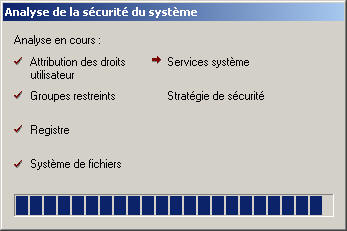 Analyse de la sécurité du système
Analyse en cours :
Attribution des droits
utilisateur
Services système
Groupes restreints
Stratégie de sécurité
Registre
Système de fichiers